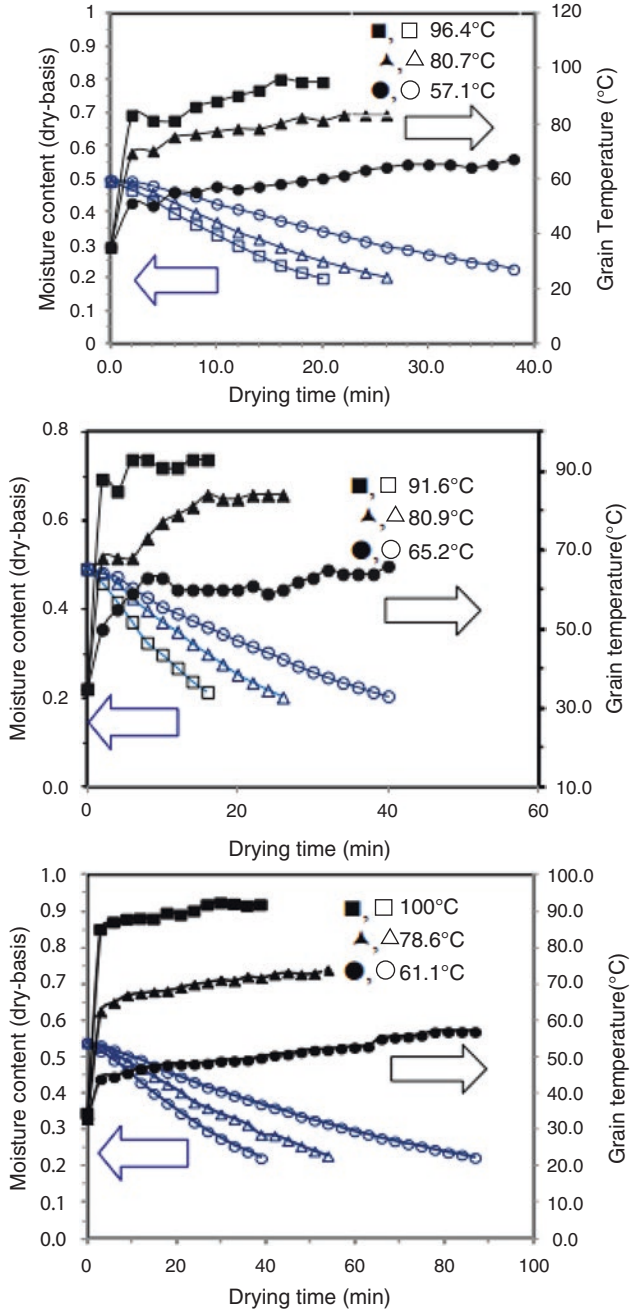 1
0.9
0.8
0.7
0.6
0.5
0.4
0.3
0.2
0.1
0
Moisture content (dry-basis)
120
100
80
60
40
20
0
Grain Temperature (°C)
, 96.4°C
, 80.7°C
, 57.1°C
0.0 10.0 20.0 30.0 40.0
Drying time (min)
0.8
0.6
0.4
0.2
0.0
Moisture content (dry-basis)
90.0
70.0
50.0
30.0
10.0
Grain temperature(°C)
, 91.6°C
, 80.9°C
, 65.2°C
0 20 40 60
Drying time (min)
1.0
0.9
0.8
0.7
0.6
0.5
0.4
0.3
0.2
0.1
0.0
Moisture content (dry-basis)
100.0
90.0
80.0
70.0
60.0
50.0
40.0
30.0
20.0
10.0
0.0
Grain temperature(°C)
, 100°C
, 78.6°C
, 61.1°C
0 20 40 60 80 100
Drying time (min)